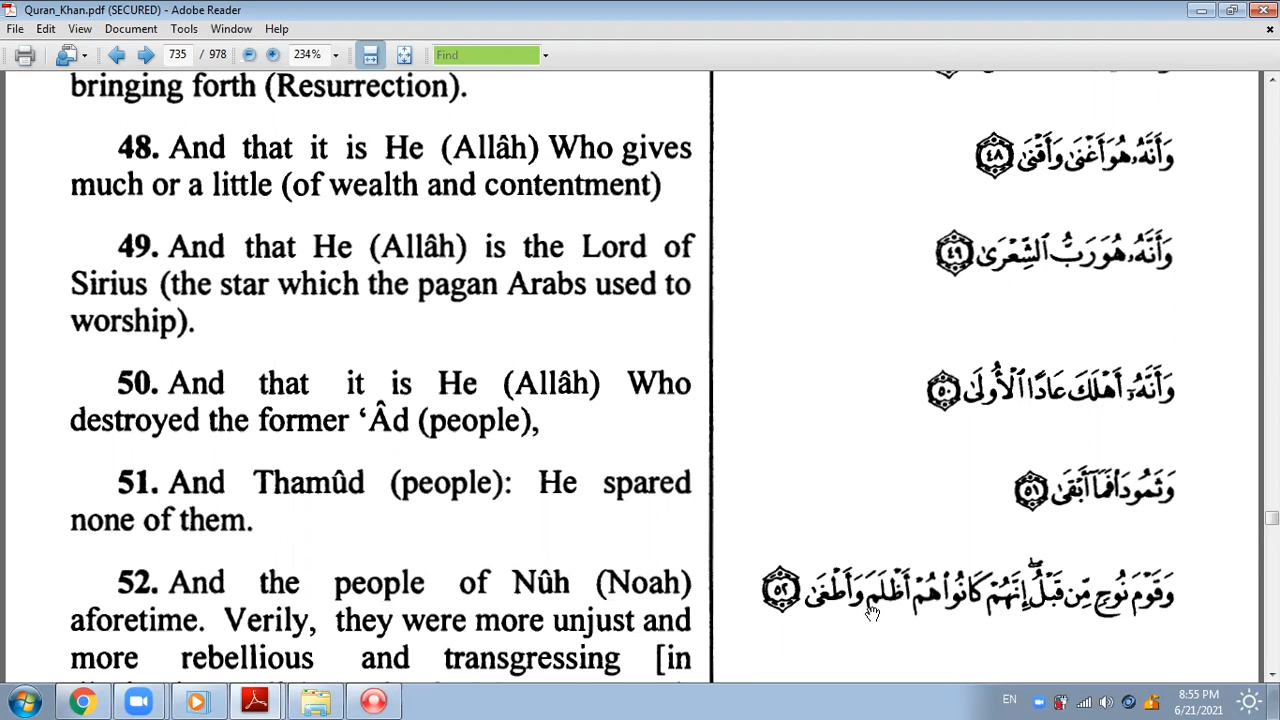 Quran_Khan.pdf (SECURED) - Adobe Reader
File Edit View Document Tools Window Help
735 / 978 234% Find
bringing forth (Resurrection).
48. And that it is He (Allâh) Who gives
much or a little (of wealth and contentment)
وَأَنَّهُۥ هُوَ أَغْنَىٰ وَأَقْنَىٰ ﴿٤٨﴾
49. And that He (Allâh) is the Lord of
Sirius (the star which the pagan Arabs used to
worship).
وَأَنَّهُۥ هُوَ رَبُّ ٱلشِّعْرَىٰ ﴿٤٩﴾
50. And that it is He (Allâh) Who
destroyed the former ‘Âd (people),
وَأَنَّهُۥٓ أَهْلَكَ عَادًا ٱلْأُولَىٰ ﴿٥٠﴾
51. And Thamûd (people): He spared
none of them.
وَثَمُودَا۟ فَمَآ أَبْقَىٰ ﴿٥١﴾
52. And the people of Nûh (Noah)
aforetime. Verily, they were more unjust and
more rebellious and transgressing [in
وَقَوْمَ نُوحٍ مِّن قَبْلُ ۖ إِنَّهُمْ كَانُوا۟ هُمْ أَظْلَمَ وَأَطْغَىٰ ﴿٥٢﴾
EN
8:55 PM
6/21/2021